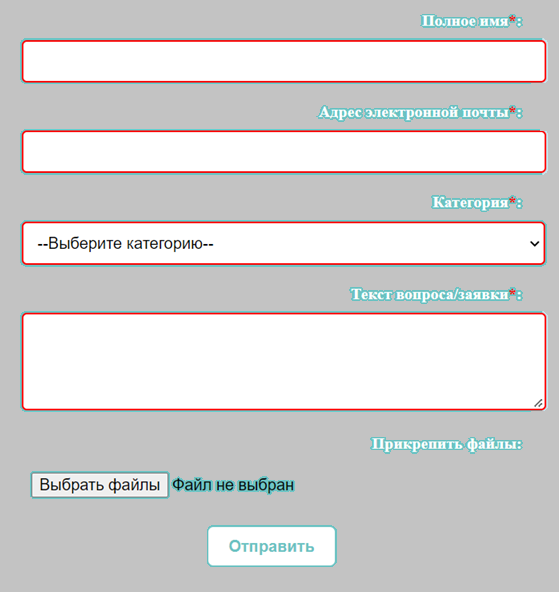 Полное имя*:
Адрес электронной почты*:
Категория*:
--Выберите категорию--
Текст вопроса/заявки*:
Прикрепить файлы:
Выбрать файлы Файл не выбран
Отправить